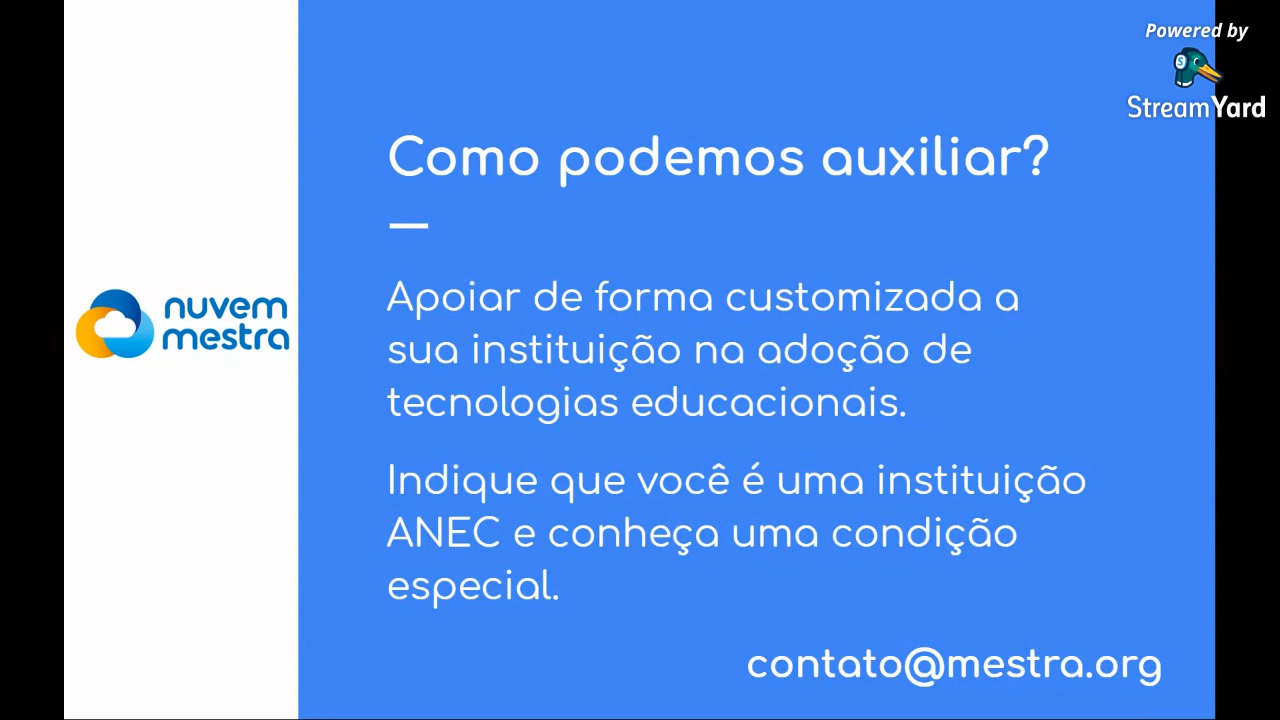 Powered by
StreamYard
Como podemos auxiliar?
nuvem
mestra
Apoiar de forma customizada a
sua instituição na adoção de
tecnologias educacionais.
Indique que você é uma instituição
ANEC e conheça uma condição
especial.
contato@mestra.org